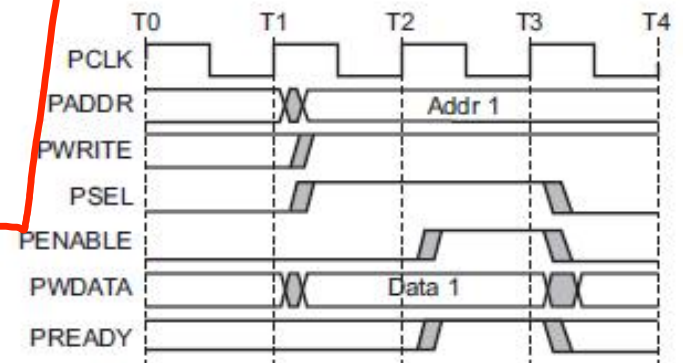 T0 T1 T2 T3 T4
PCLK
PADDR Addr 1
PWRITE
PSEL
PENABLE
PWDATA Data 1
PREADY